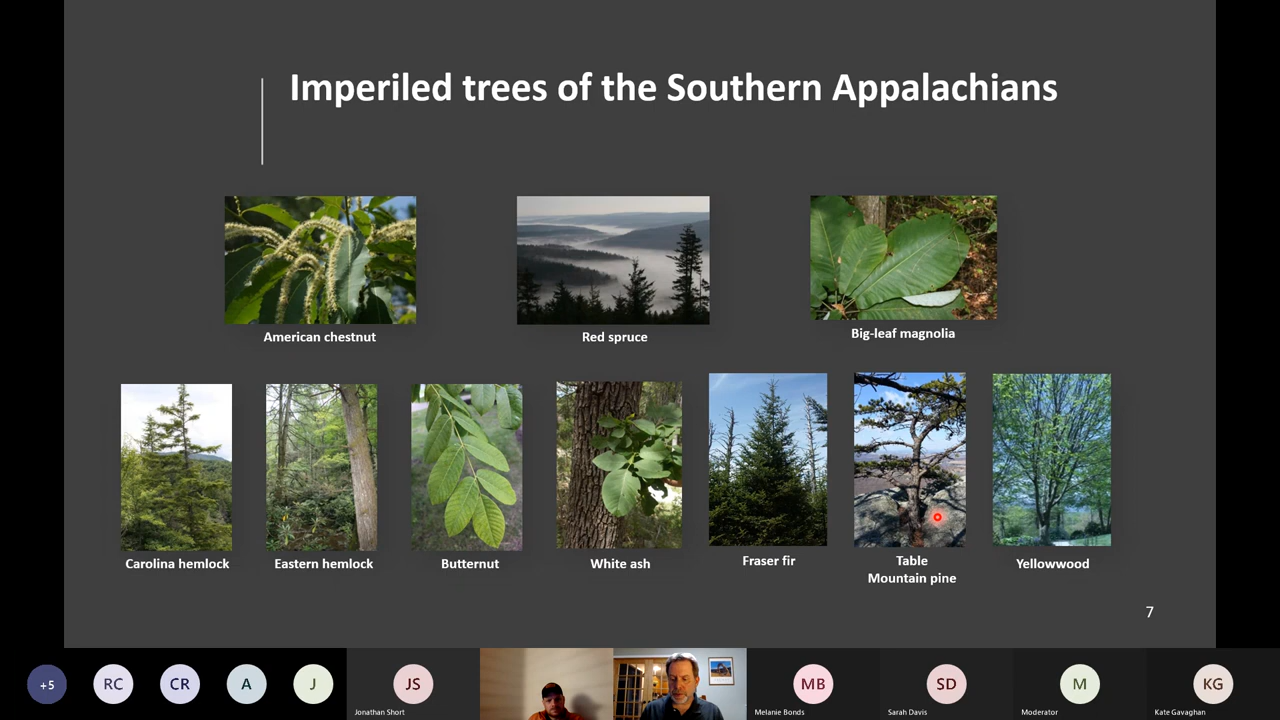 Imperiled trees of the Southern Appalachians
American chestnut
Red spruce
Big-leaf magnolia
Carolina hemlock
Eastern hemlock
Butternut
White ash
Fraser fir
Table
Mountain pine
Yellowwood
7
+5
RC
CR
A
J
JS
MB
SD
M
KG
Jonathan Short
Melanie Bonds
Sarah Davis
Moderator
Kate Gavaghan